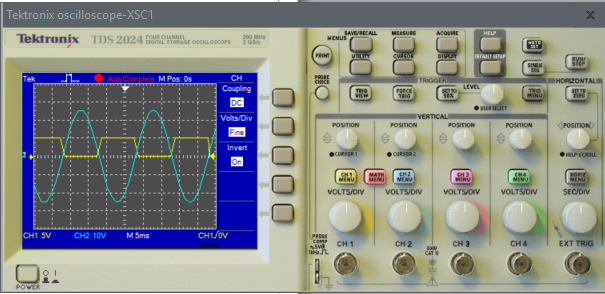 Tektronix oscilloscope-XSC1
Tektronix TDS 2024 FOUR CHANNEL DIGITAL STORAGE OSCILLOSCOPE 200 MHz 2 GS/s
Tek Acq Complete M Pos: 0s CH
Coupling
DC
Volts/Div
Fine
Invert
On
CH1 5V CH2 10V M 5ms CH1/0V
POWER
MENUS
SAVE/RECALL MEASURE ACQUIRE HELP
UTILITY CURSOR DISPLAY DEFAULT SETUP
PRINT
AUTO SET
SINGLE SEQ
RUN/STOP
PROBE CHECK
TRIGGER
TRIG VIEW
FORCE TRIG
SET TO 50%
LEVEL
USER SELECT
TRIG MENU
HORIZONTAL
SET TO ZERO
VERTICAL
POSITION POSITION POSITION POSITION POSITION
CURSOR 1 CURSOR 2 HELP SCROLL
CH 1 MENU
MATH MENU
CH 2 MENU
CH 3 MENU
CH 4 MENU
HORIZ MENU
VOLTS/DIV VOLTS/DIV VOLTS/DIV VOLTS/DIV SEC/DIV
PROBE COMP
CH 1 CH 2 CH 3 CH 4 EXT TRIG